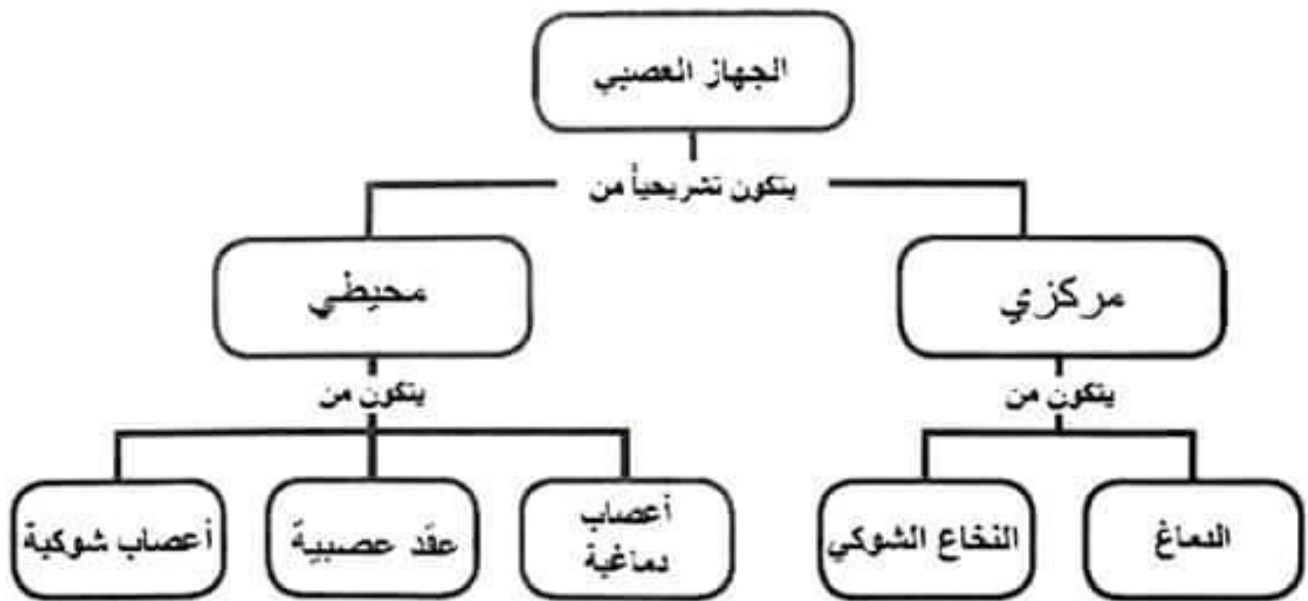 الجهاز العصبي
يتكون تشريحياً من
مركزي
محيطي
يتكون من
يتكون من
الدماغ
النخاع الشوكي
أعصاب
دماغية
عقد عصبية
أعصاب شوكية